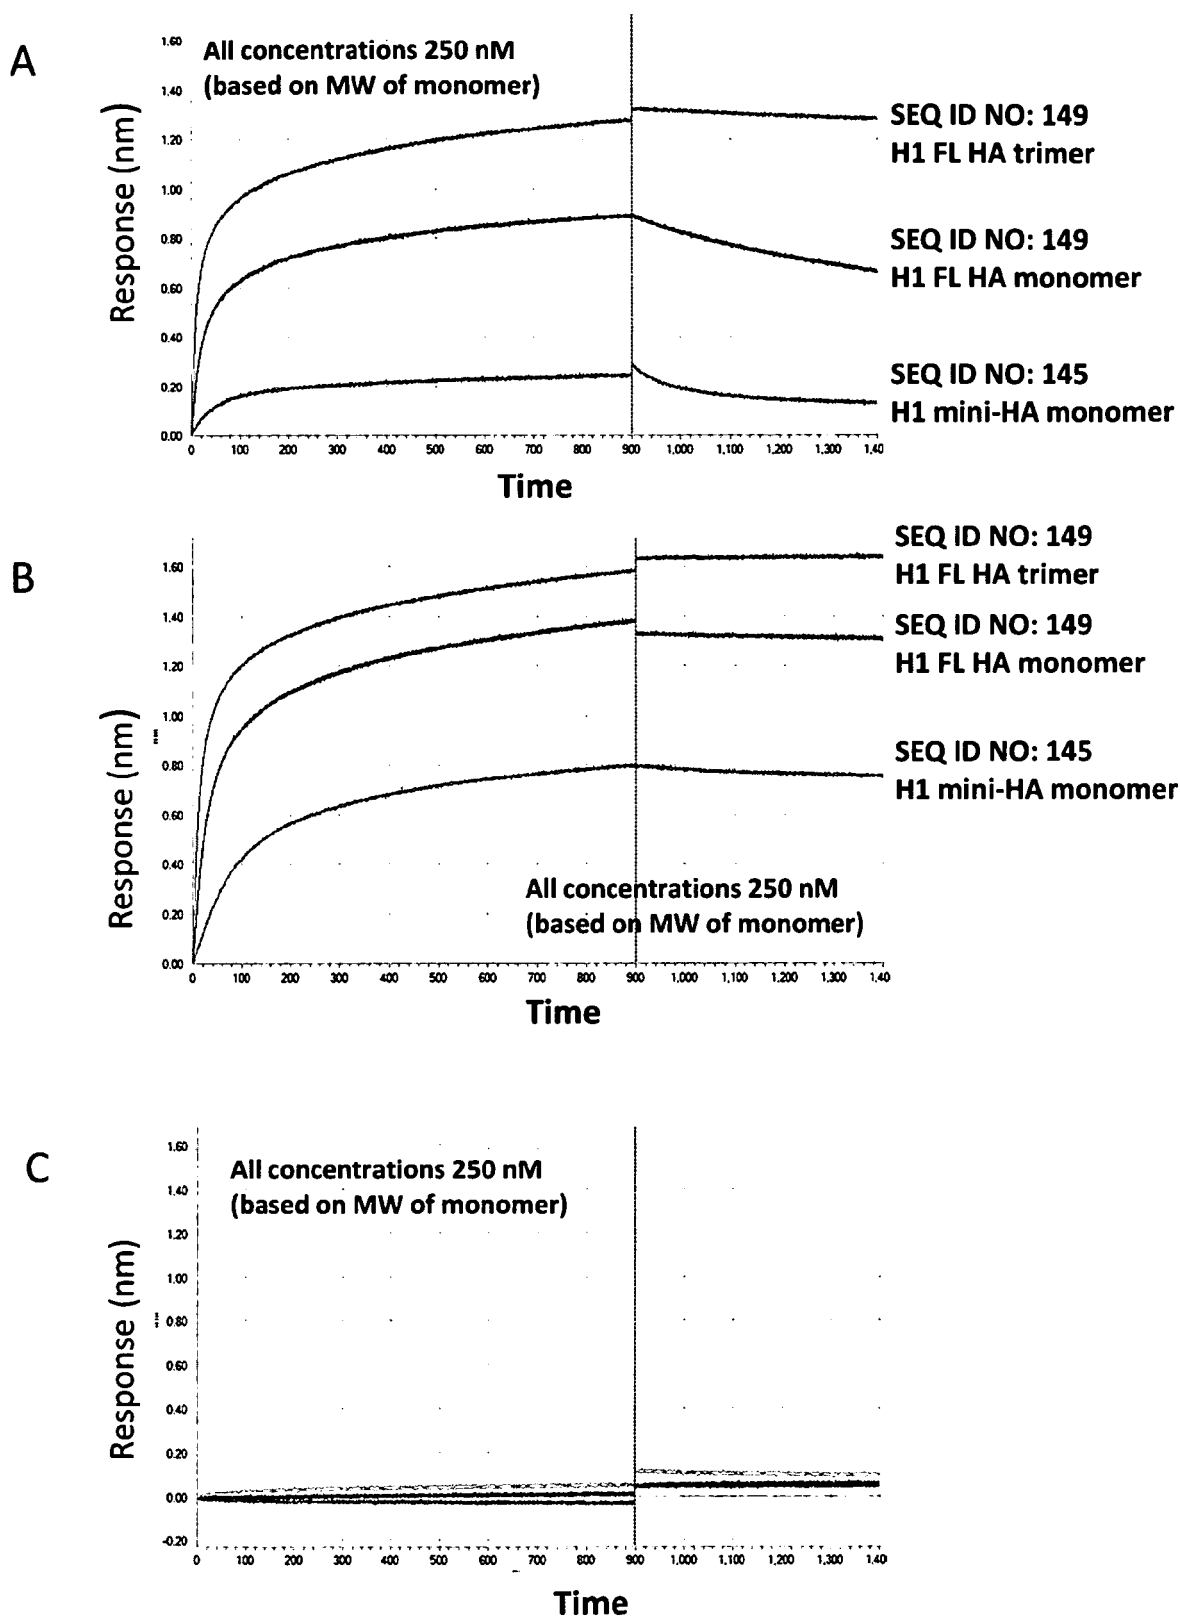 A
All concentrations 250 nM
(based on MW of monomer)
Response (nm)
1.60
1.40
1.20
1.00
0.80
0.60
0.40
0.20
0.00
0 100 200 300 400 500 600 700 800 900 1,000 1,100 1,200 1,300 1,40
Time
SEQ ID NO: 149
H1 FL HA trimer
SEQ ID NO: 149
H1 FL HA monomer
SEQ ID NO: 145
H1 mini-HA monomer
B
Response (nm)
1.60
1.40
1.20
1.00
0.80
0.60
0.40
0.20
0.00
0 100 200 300 400 500 600 700 800 900 1,000 1,100 1,200 1,300 1,40
Time
SEQ ID NO: 149
H1 FL HA trimer
SEQ ID NO: 149
H1 FL HA monomer
SEQ ID NO: 145
H1 mini-HA monomer
All concentrations 250 nM
(based on MW of monomer)
C
All concentrations 250 nM
(based on MW of monomer)
Response (nm)
1.60
1.40
1.20
1.00
0.80
0.60
0.40
0.20
0.00
-0.20
0 100 200 300 400 500 600 700 800 900 1,000 1,100 1,200 1,300 1,40
Time